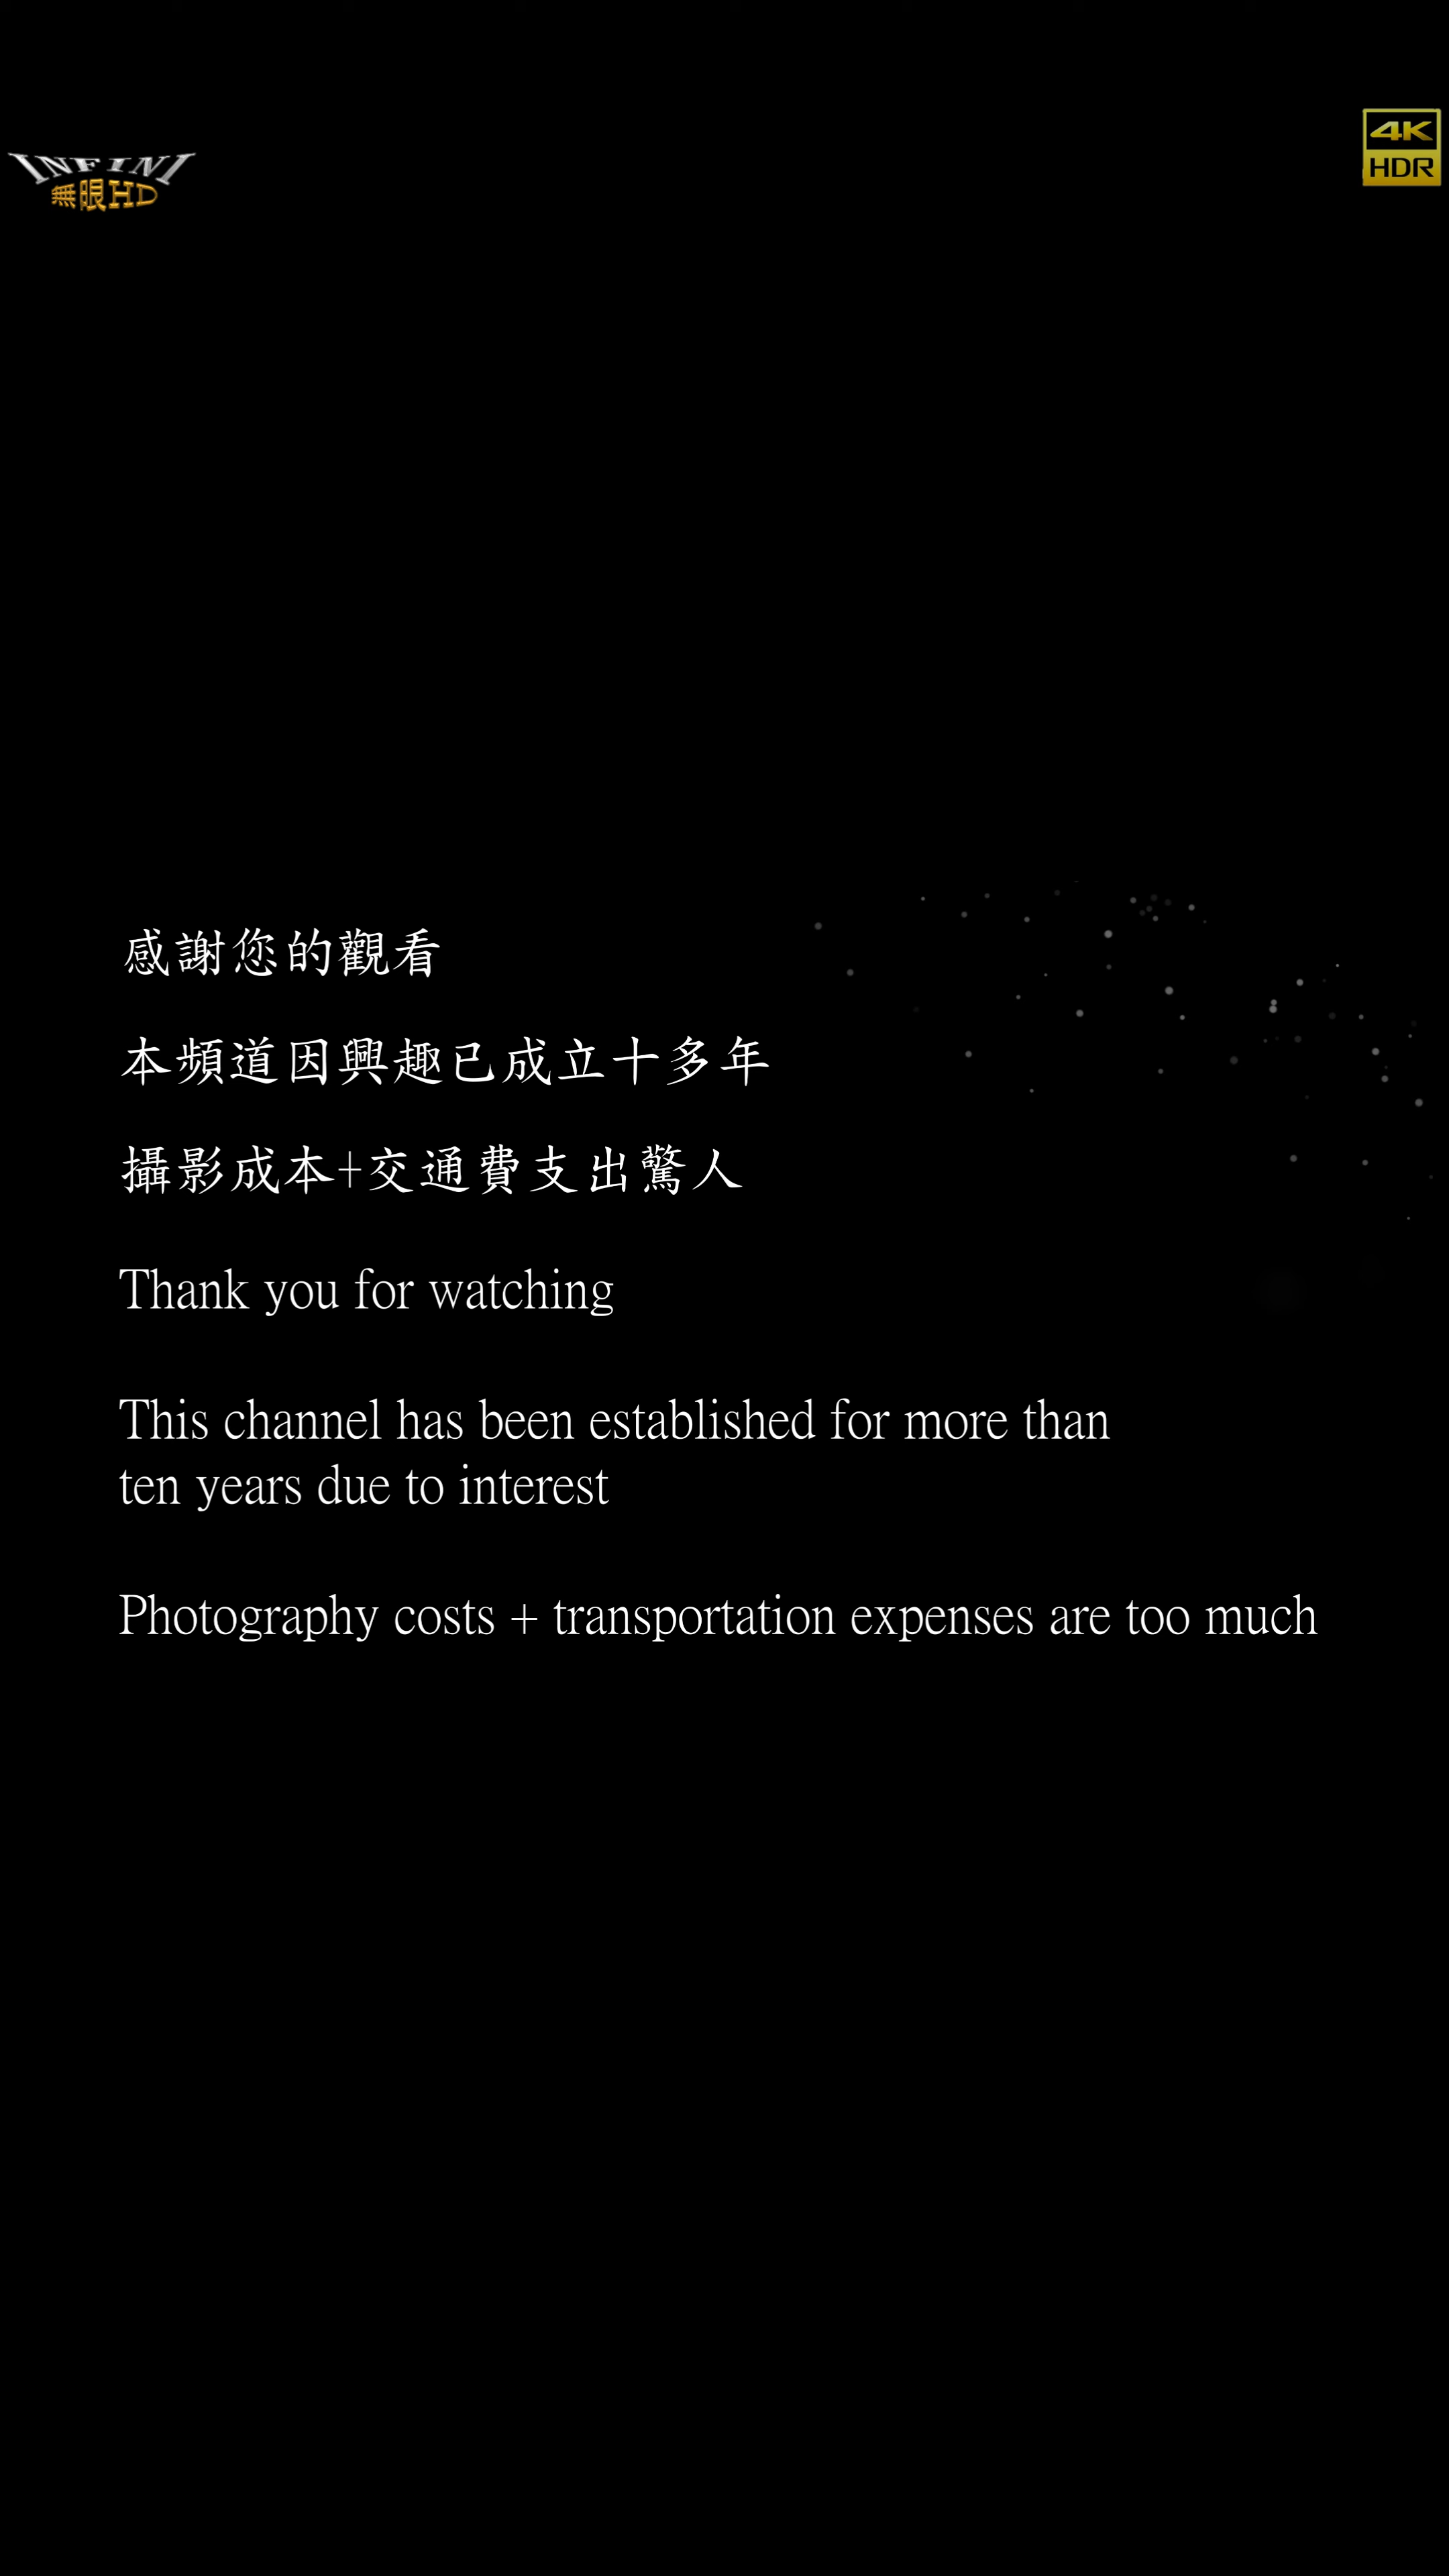 INFINI
無限HD
4K
HDR
感謝您的觀看
本頻道因興趣已成立十多年
攝影成本+交通費支出驚人
Thank you for watching
This channel has been established for more than
ten years due to interest
Photography costs + transportation expenses are too much